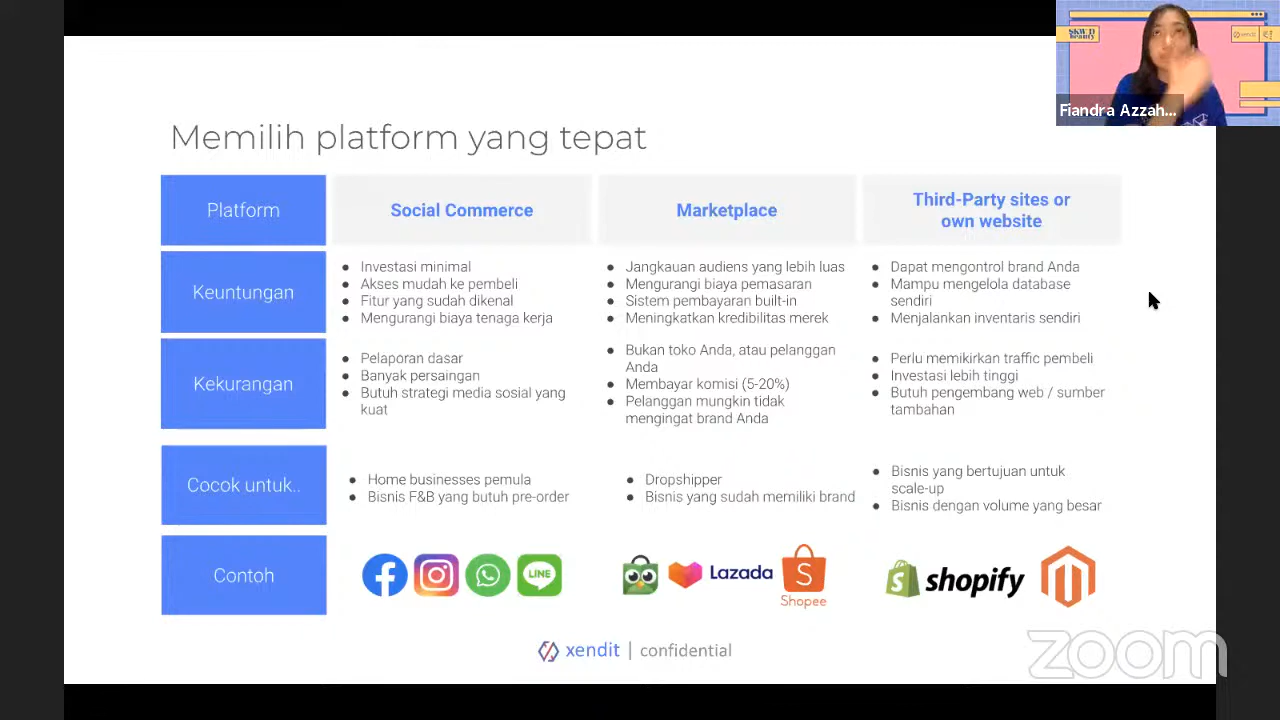 SKWD
beauty
xendit
Fiandra Azzah...
Memilih platform yang tepat
Platform
Social Commerce
Marketplace
Third-Party sites or
own website
Keuntungan
Investasi minimal
Akses mudah ke pembeli
Fitur yang sudah dikenal
Mengurangi biaya tenaga kerja
Jangkauan audiens yang lebih luas
Mengurangi biaya pemasaran
Sistem pembayaran built-in
Meningkatkan kredibilitas merek
Dapat mengontrol brand Anda
Mampu mengelola database
sendiri
Menjalankan inventaris sendiri
Kekurangan
Pelaporan dasar
Banyak persaingan
Butuh strategi media sosial yang
kuat
Bukan toko Anda, atau pelanggan
Anda
Membayar komisi (5-20%)
Pelanggan mungkin tidak
mengingat brand Anda
Perlu memikirkan traffic pembeli
Investasi lebih tinggi
Butuh pengembang web / sumber
tambahan
Cocok untuk..
Home businesses pemula
Bisnis F&B yang butuh pre-order
Dropshipper
Bisnis yang sudah memiliki brand
Bisnis yang bertujuan untuk
scale-up
Bisnis dengan volume yang besar
Contoh
LINE
Lazada
Shopee
shopify
xendit | confidential
zoom